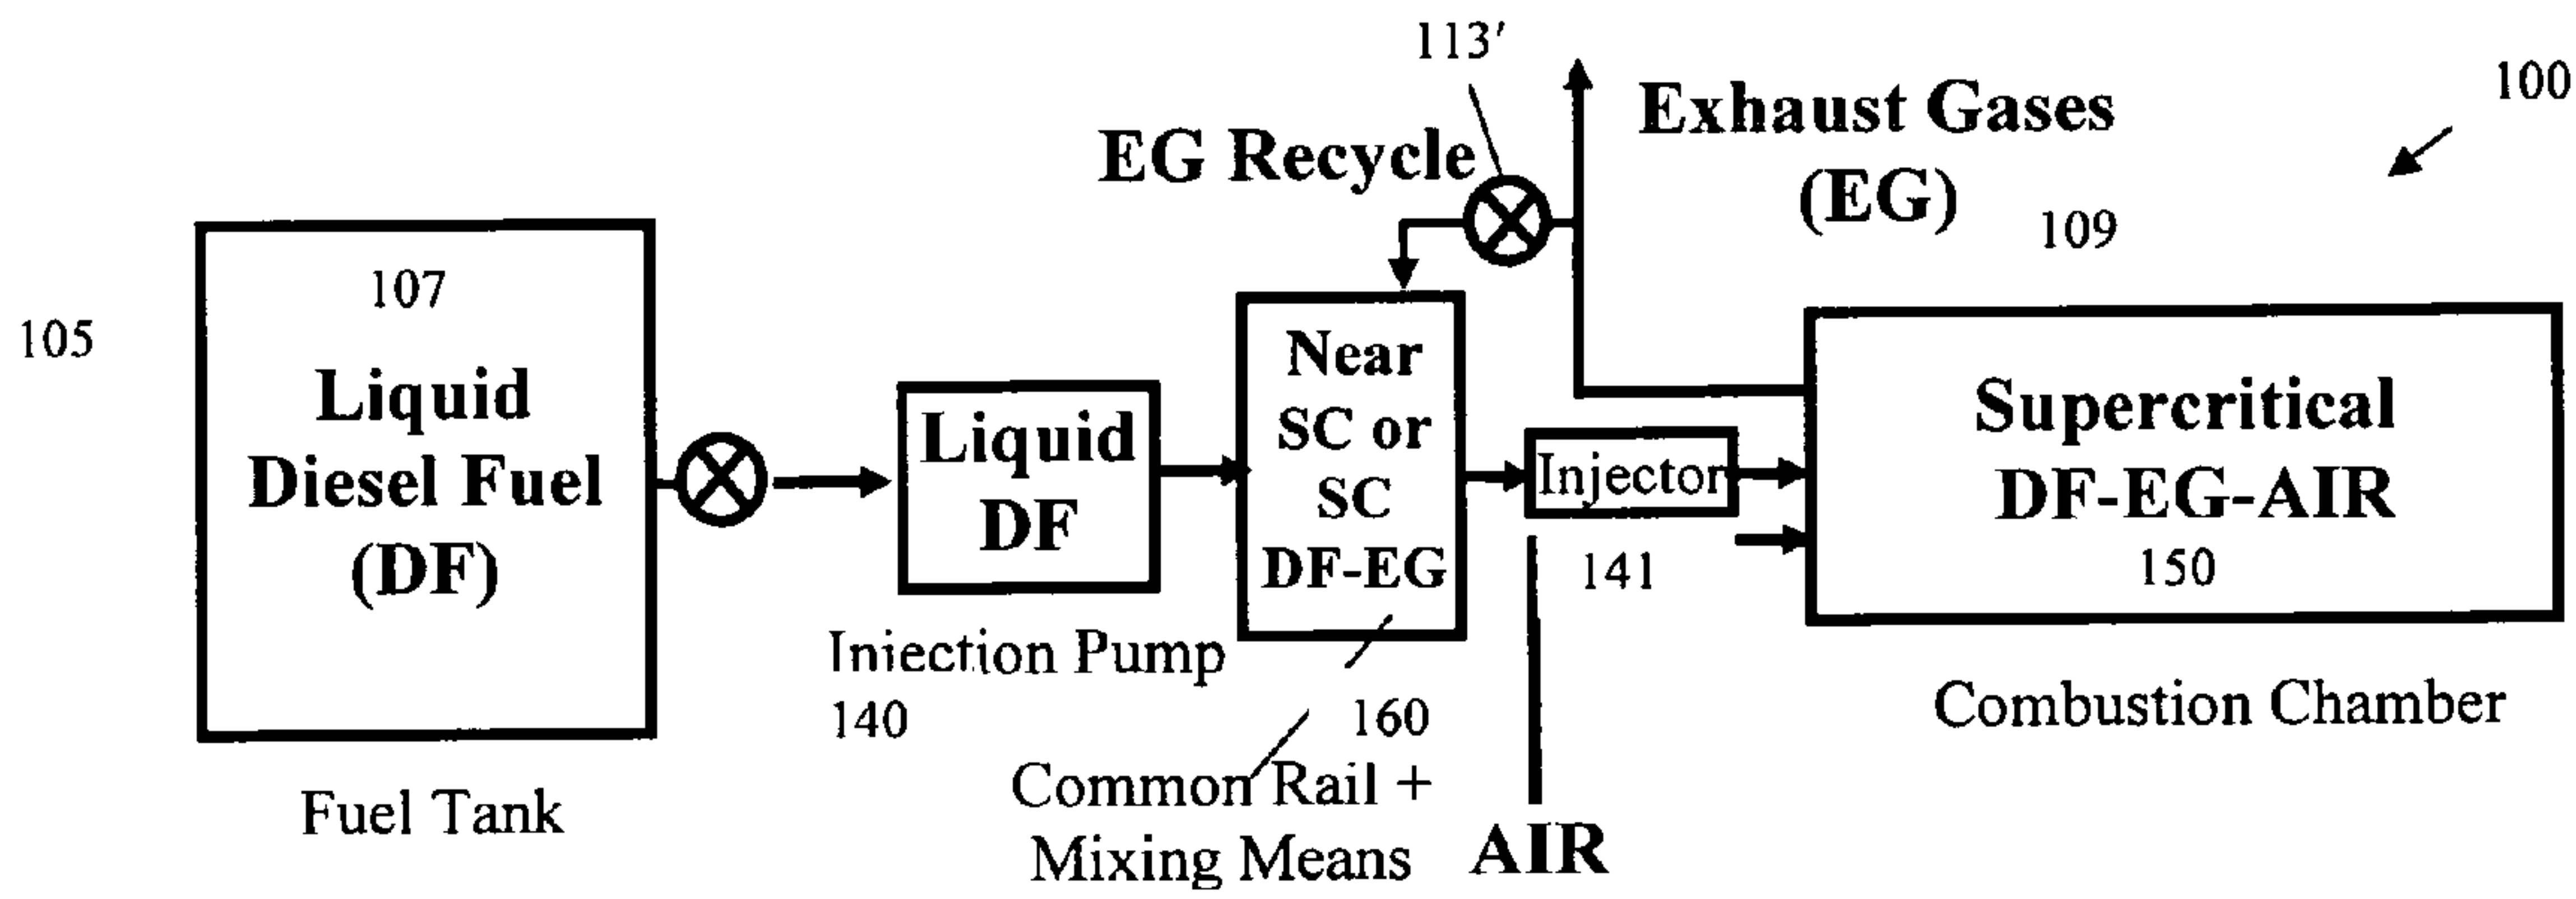 113'
100
EG Recycle
Exhaust Gases
(EG)
109
105
107
Liquid
Diesel Fuel
(DF)
Fuel Tank
Liquid
DF
Injection Pump
140
Near
SC or
SC
DF-EG
160
Common Rail +
Mixing Means
Injector
141
AIR
Supercritical
DF-EG-AIR
150
Combustion Chamber